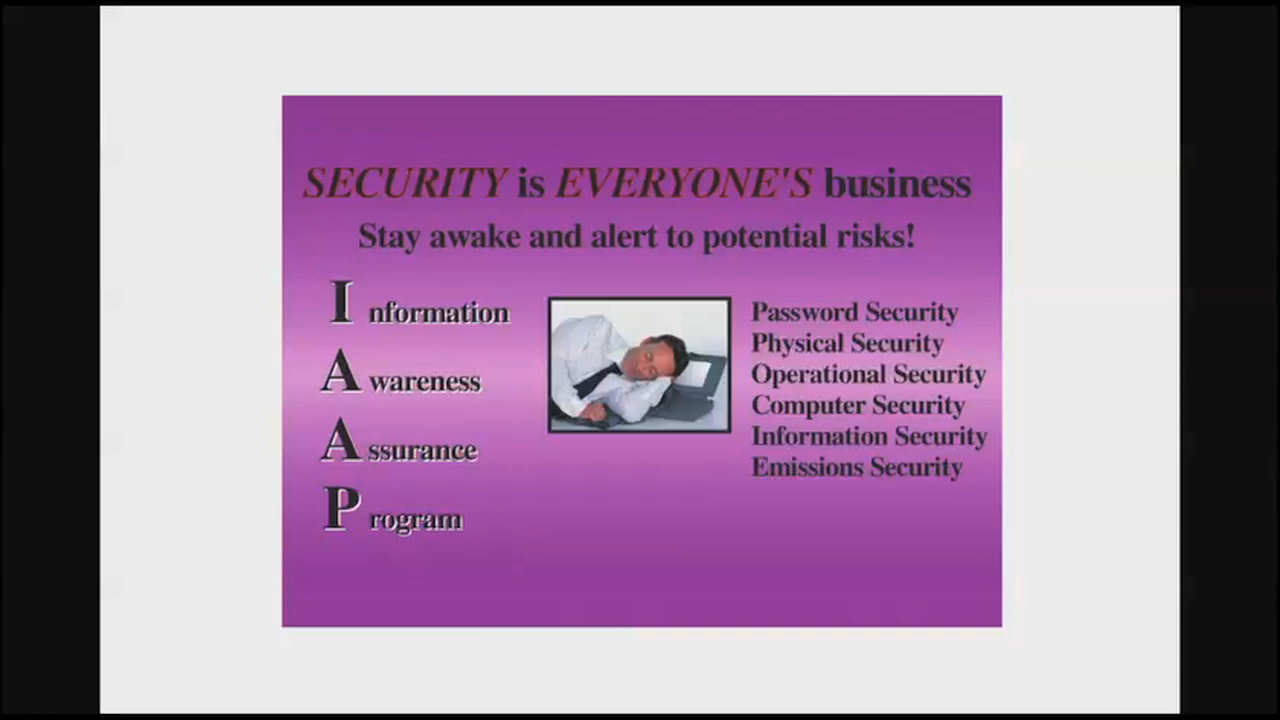 SECURITY is EVERYONE'S business
Stay awake and alert to potential risks!
Information
Awareness
Assurance
Program
Password Security
Physical Security
Operational Security
Computer Security
Information Security
Emissions Security